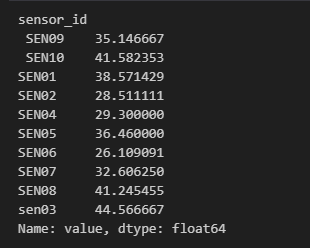 sensor_id
 SEN09    35.146667
 SEN10    41.582353
SEN01     38.571429
SEN02     28.511111
SEN04     29.300000
SEN05     36.460000
SEN06     26.109091
SEN07     32.606250
SEN08     41.245455
sen03     44.566667
Name: value, dtype: float64